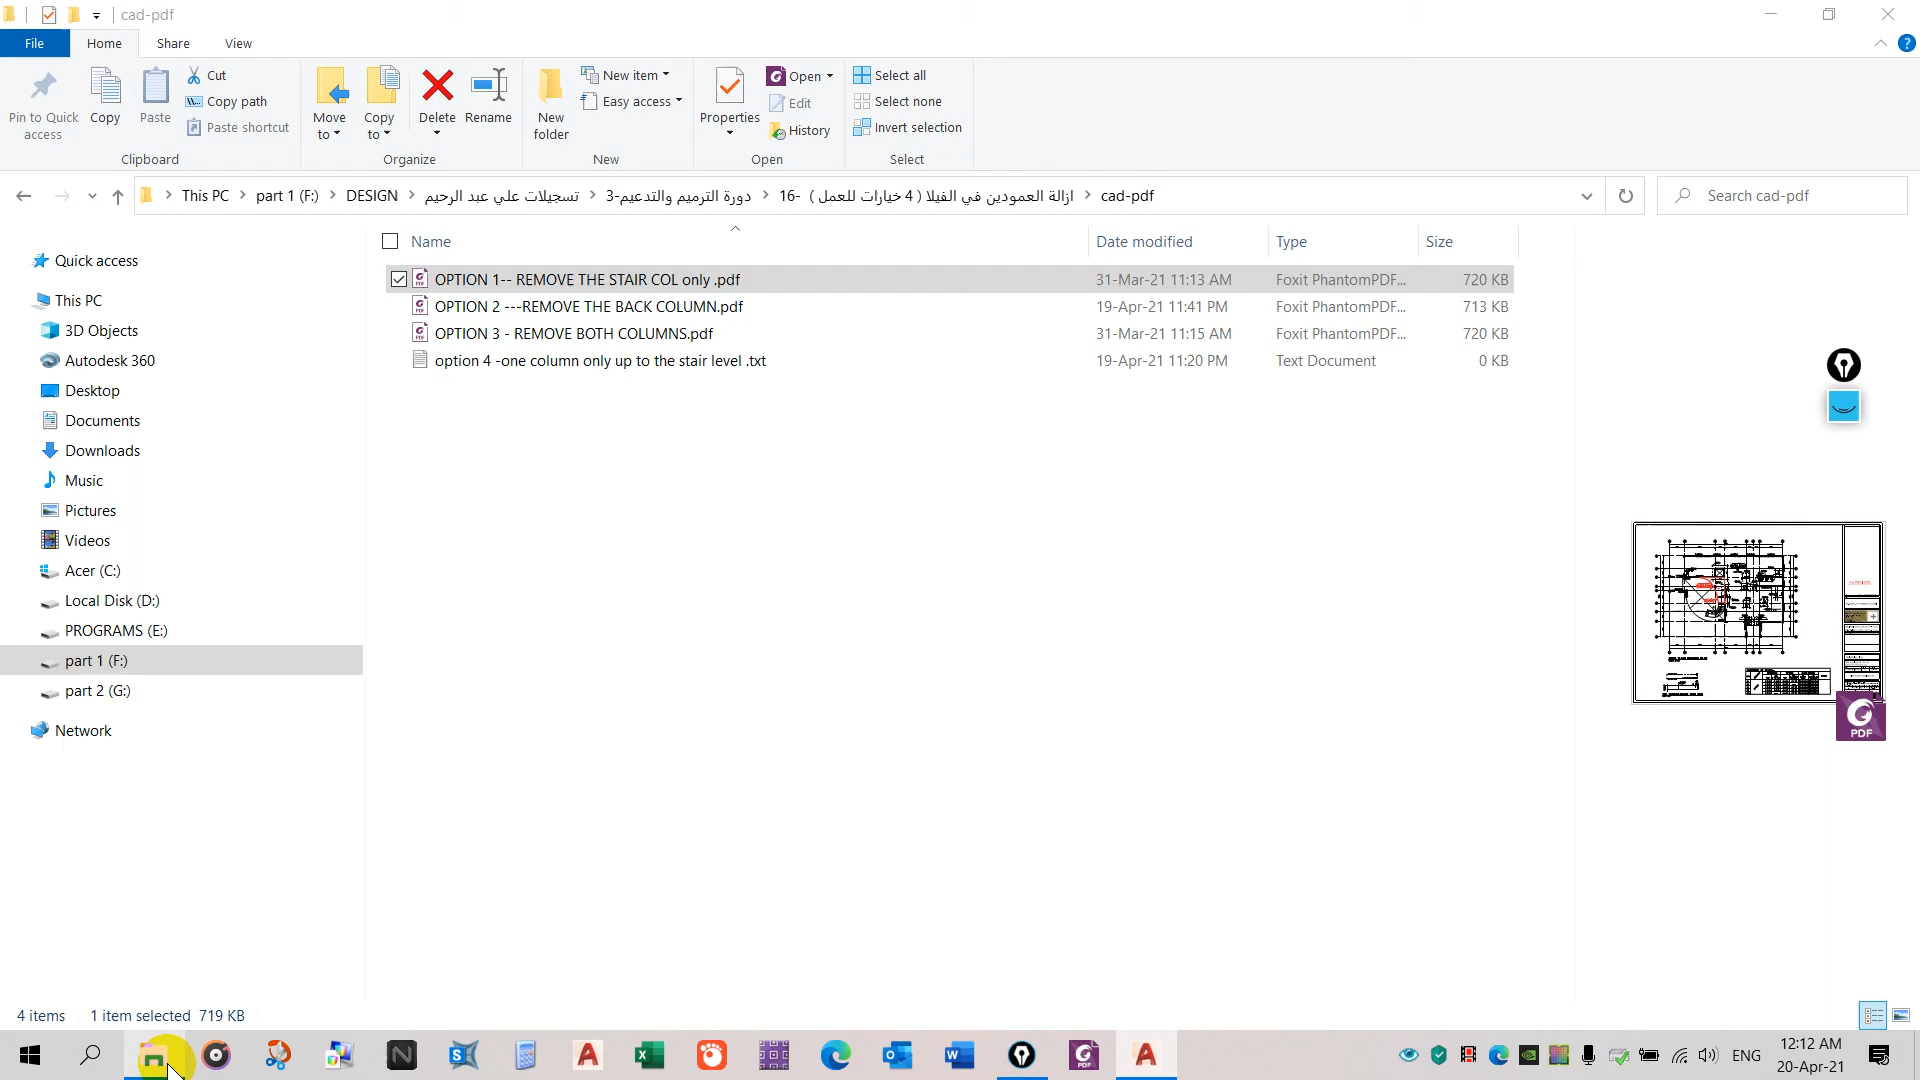 cad-pdf
File Home Share View
Pin to Quick access
Copy
Paste
Cut
Copy path
Paste shortcut
Clipboard
Move to
Copy to
Delete
Rename
Organize
New folder
New item
Easy access
New
Properties
Open
Edit
History
Open
Select all
Select none
Invert selection
Select
This PC > part 1 (F:) > DESIGN > تسجيلات علي عبد الرحيم > 3-دورة الترميم والتدعيم > 16- ازالة العمودين في الفيلا ( 4 خيارات للعمل ) > cad-pdf
Search cad-pdf
Name Date modified Type Size
OPTION 1-- REMOVE THE STAIR COL only .pdf 31-Mar-21 11:13 AM Foxit PhantomPDF... 720 KB
OPTION 2 ---REMOVE THE BACK COLUMN.pdf 19-Apr-21 11:41 PM Foxit PhantomPDF... 713 KB
OPTION 3 - REMOVE BOTH COLUMNS.pdf 31-Mar-21 11:15 AM Foxit PhantomPDF... 720 KB
option 4 -one column only up to the stair level .txt 19-Apr-21 11:20 PM Text Document 0 KB
Quick access
This PC
3D Objects
Autodesk 360
Desktop
Documents
Downloads
Music
Pictures
Videos
Acer (C:)
Local Disk (D:)
PROGRAMS (E:)
part 1 (F:)
part 2 (G:)
Network
PDF
4 items 1 item selected 719 KB
ENG
12:12 AM
20-Apr-21